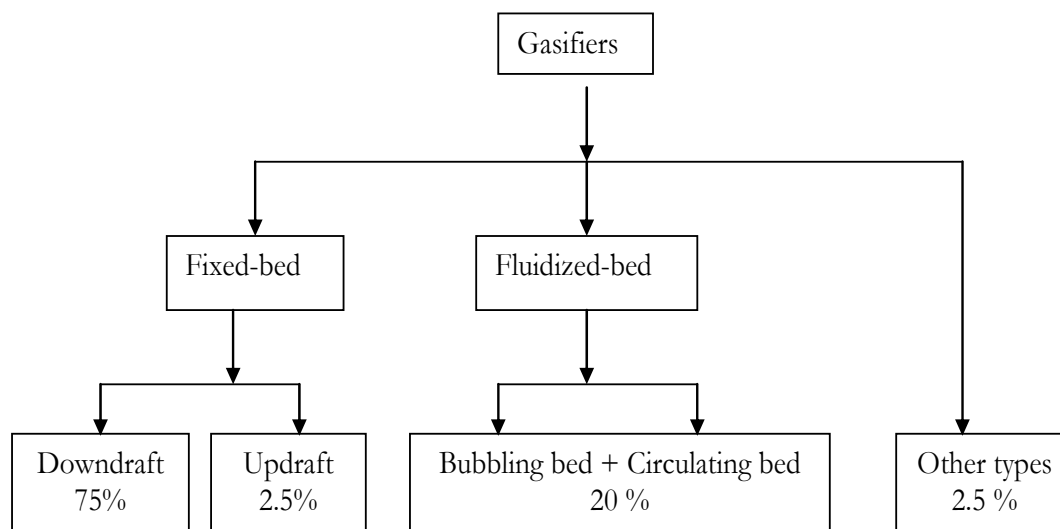 Gasifiers
Fixed-bed
Fluidized-bed
Downdraft
75%
Updraft
2.5%
Bubbling bed + Circulating bed
20 %
Other types
2.5 %